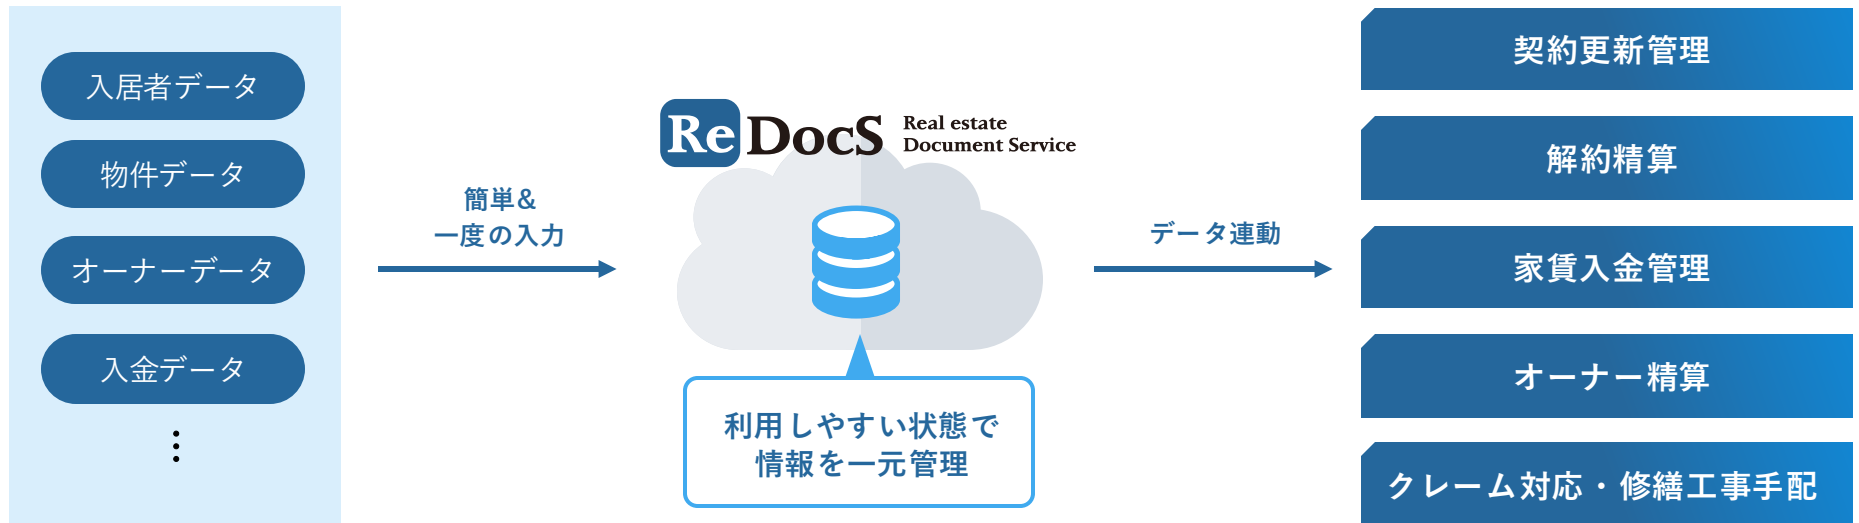 入居者データ
物件データ
オーナーデータ
入金データ
⋮
簡単&
一度の入力
ReDocS
Real estate
Document Service
利用しやすい状態で
情報を一元管理
データ連動
契約更新管理
解約精算
家賃入金管理
オーナー精算
クレーム対応・修繕工事手配